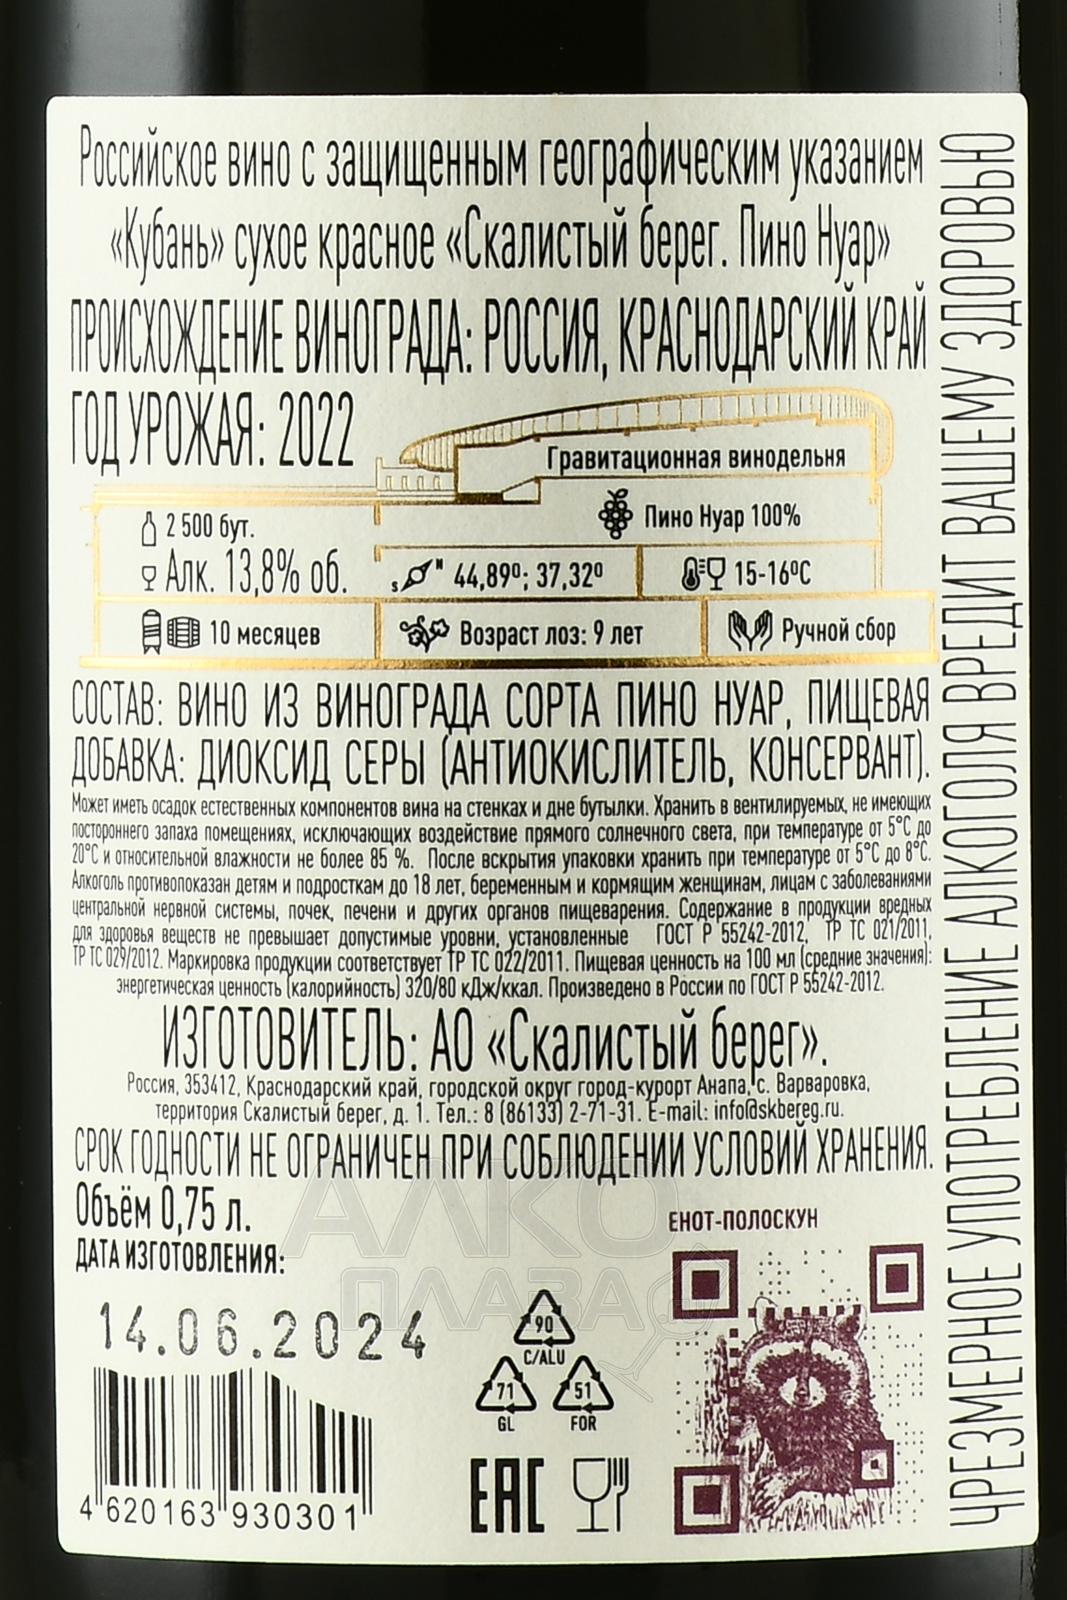 Российское вино с защищенным географическим указанием
«Кубань» сухое красное «Скалистый берег. Пино Нуар»
ПРОИСХОЖДЕНИЕ ВИНОГРАДА: РОССИЯ, КРАСНОДАРСКИЙ КРАЙ
ГОД УРОЖАЯ: 2022
Гравитационная винодельня
2 500 бут.
Пино Нуар 100%
Алк. 13,8% об.
S N 44,89º; 37,32º
15-16ºC
10 месяцев
Возраст лоз: 9 лет
Ручной сбор
СОСТАВ: ВИНО ИЗ ВИНОГРАДА СОРТА ПИНО НУАР, ПИЩЕВАЯ
ДОБАВКА: ДИОКСИД СЕРЫ (АНТИОКИСЛИТЕЛЬ, КОНСЕРВАНТ).
Может иметь осадок естественных компонентов вина на стенках и дне бутылки. Хранить в вентилируемых, не имеющих
постороннего запаха помещениях, исключающих воздействие прямого солнечного света, при температуре от 5°С до
20°С и относительной влажности не более 85 %. После вскрытия упаковки хранить при температуре от 5°С до 8°С.
Алкоголь противопоказан детям и подросткам до 18 лет, беременным и кормящим женщинам, лицам с заболеваниями
центральной нервной системы, почек, печени и других органов пищеварения. Содержание в продукции вредных
для здоровья веществ не превышает допустимые уровни, установленные ГОСТ Р 55242-2012, ТР ТС 021/2011,
ТР ТС 029/2012. Маркировка продукции соответствует ТР ТС 022/2011. Пищевая ценность на 100 мл (средние значения):
энергетическая ценность (калорийность) 320/80 кДж/ккал. Произведено в России по ГОСТ Р 55242-2012.
ИЗГОТОВИТЕЛЬ: АО «Скалистый берег».
Россия, 353412, Краснодарский край, городской округ город-курорт Анапа, с. Варваровка,
территория Скалистый берег, д. 1. Тел.: 8 (86133) 2-71-31. E-mail: info@skbereg.ru.
СРОК ГОДНОСТИ НЕ ОГРАНИЧЕН ПРИ СОБЛЮДЕНИИ УСЛОВИЙ ХРАНЕНИЯ.
Объём 0,75 л.
ДАТА ИЗГОТОВЛЕНИЯ:
14.06.2024
4 620163 930301
90
C/ALU
71
GL
51
FOR
EAC
ЕНОТ-ПОЛОСКУН
ЧРЕЗМЕРНОЕ УПОТРЕБЛЕНИЕ АЛКОГОЛЯ ВРЕДИТ ВАШЕМУ ЗДОРОВЬЮ
АЛКО
ПЛАЗА